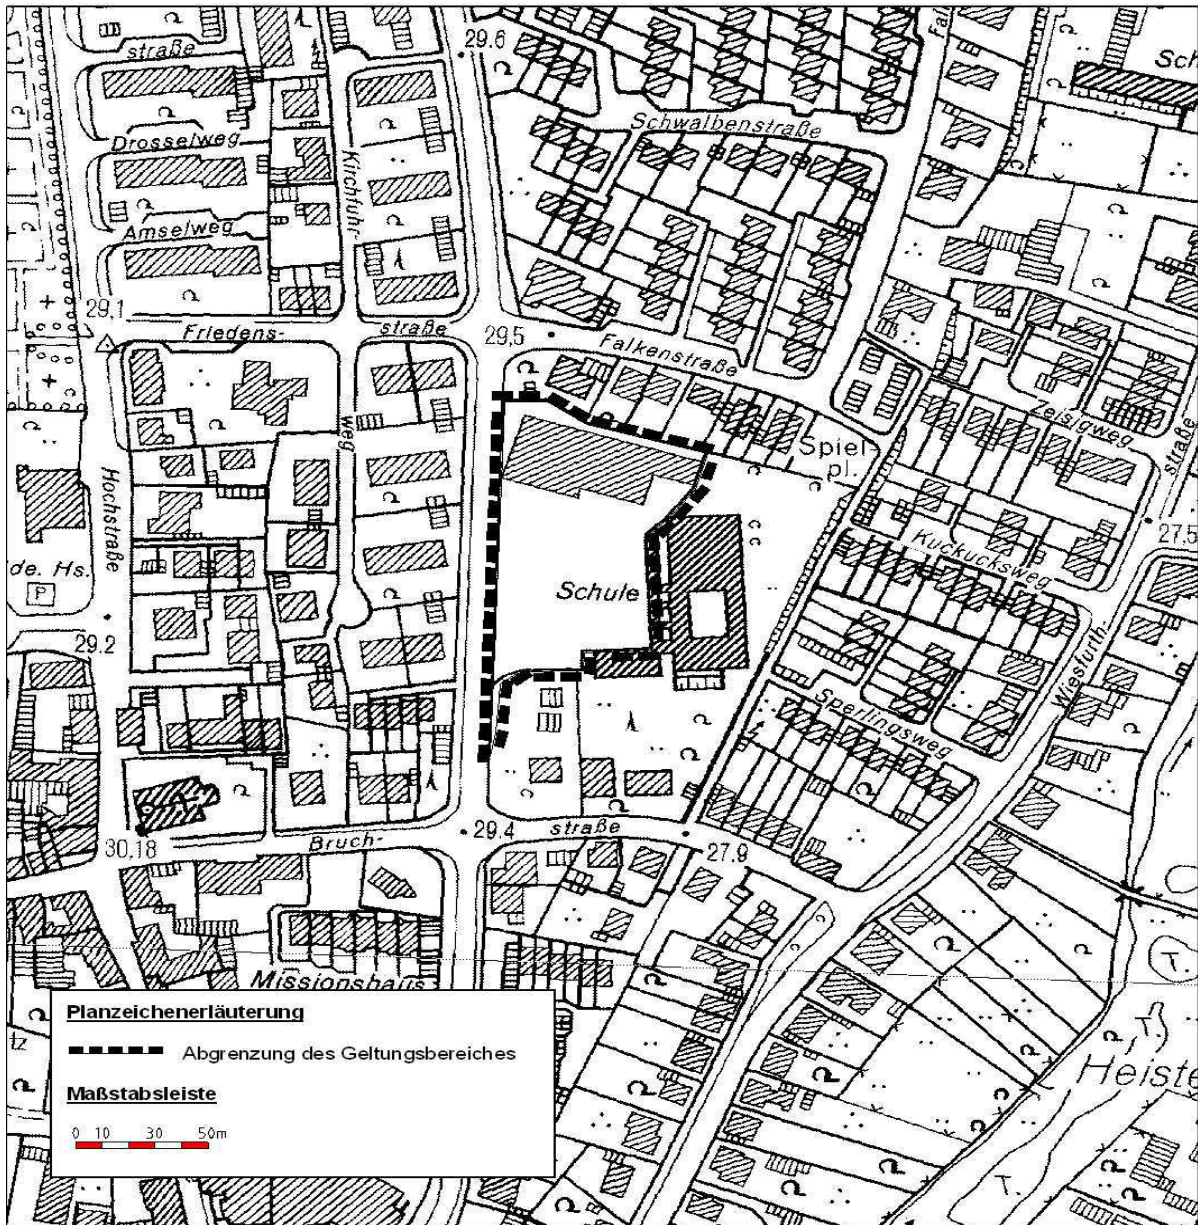 29.6
Fal
Sch
straße
Drosselweg
Schwalbenstraße
Kirchfuhr-
Amselweg
29,1
Friedens-
straße
29,5
Falkenstraße
weg
Zeisigweg
straße
Spiel-
pl.
Hochstraße
27,5
Kuckucksweg
de. Hs.
P
Schule
29.2
Wiesfurth-
Sperlingsweg
30,18
Bruch-
29.4
straße
27.9
Missionshaus
T.
T.
Heiste
T.
tz
Planzeichenerläuterung
Abgrenzung des Geltungsbereiches
Maßstabsleiste
0 10 30 50m